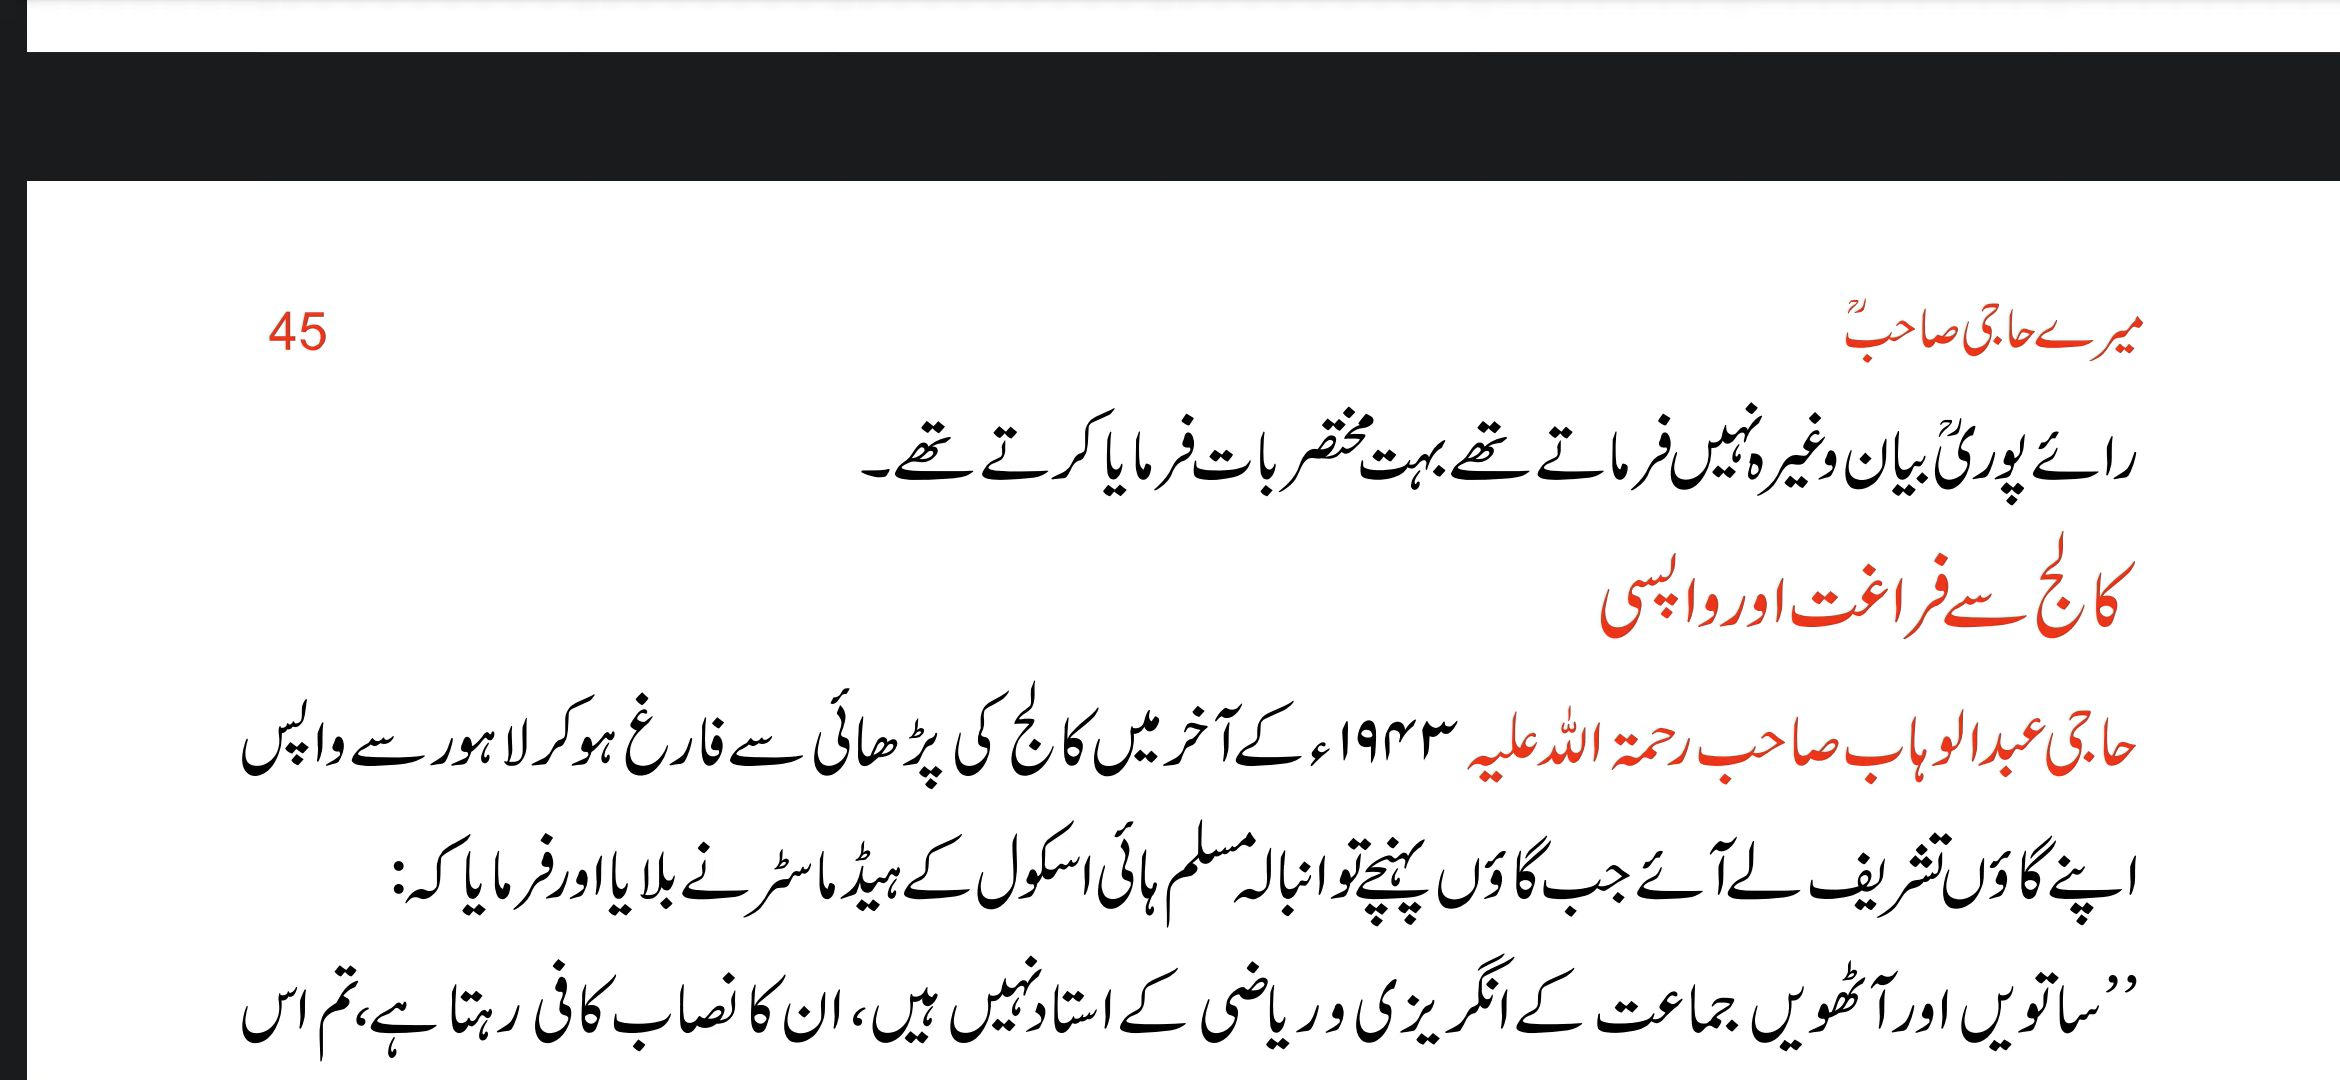 میرے حاجی صاحبؒ 45
رائے پوریؒ بیان وغیرہ نہیں فرماتے تھے بہت مختصر بات فرمایا کرتے تھے۔
کالج سے فراغت اور واپسی
حاجی عبدالوہاب صاحب رحمۃ اللہ علیہ ۱۹۴۳ء کے آخر میں کالج کی پڑھائی سے فارغ ہوکر لاہور سے واپس
اپنے گاؤں تشریف لے آئے جب گاؤں پہنچے تو انبالہ مسلم ہائی اسکول کے ہیڈ ماسٹر نے بلایا اور فرمایا کہ:
’’ساتویں اور آٹھویں جماعت کے انگریزی و ریاضی کے استاد نہیں ہیں، ان کا نصاب کافی رہتا ہے، تم اس